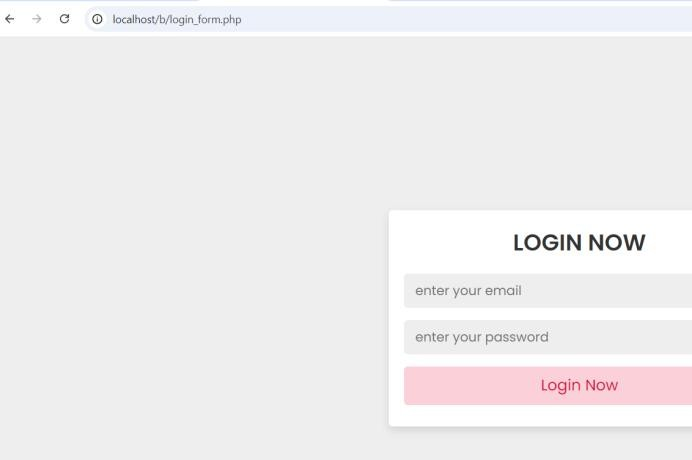 localhost/b/login_form.php
LOGIN NOW
enter your email
enter your password
Login Now